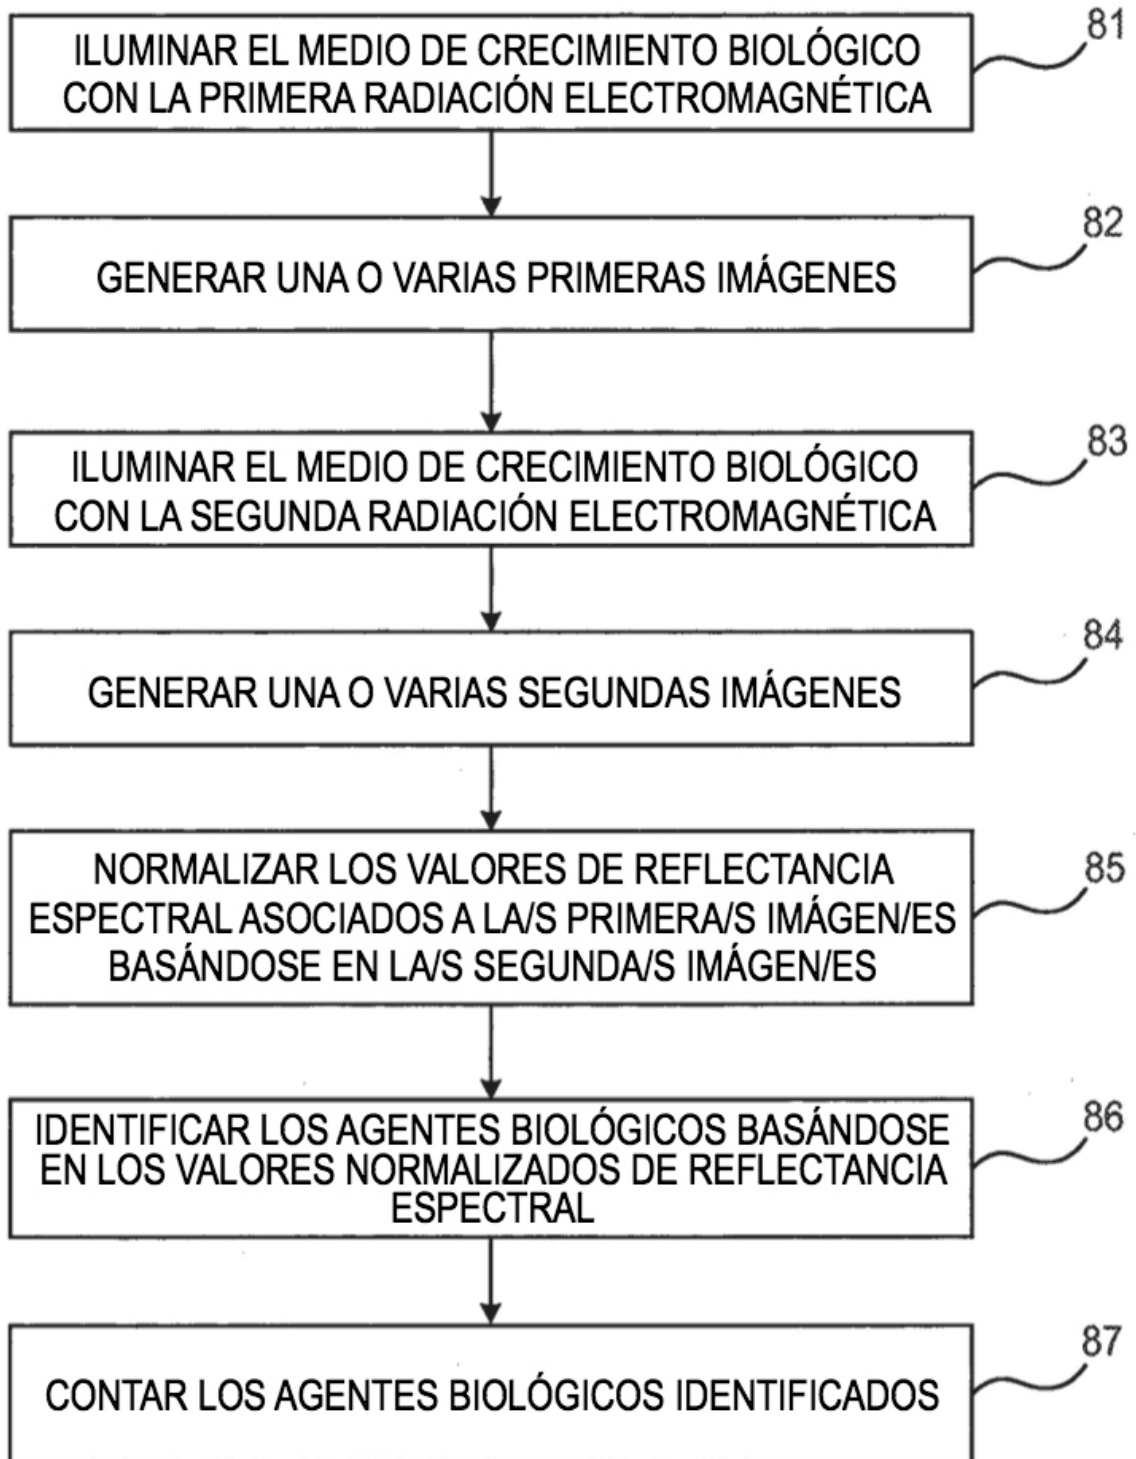 81
ILUMINAR EL MEDIO DE CRECIMIENTO BIOLÓGICO
CON LA PRIMERA RADIACIÓN ELECTROMAGNÉTICA
82
GENERAR UNA O VARIAS PRIMERAS IMÁGENES
83
ILUMINAR EL MEDIO DE CRECIMIENTO BIOLÓGICO
CON LA SEGUNDA RADIACIÓN ELECTROMAGNÉTICA
84
GENERAR UNA O VARIAS SEGUNDAS IMÁGENES
85
NORMALIZAR LOS VALORES DE REFLECTANCIA
ESPECTRAL ASOCIADOS A LA/S PRIMERA/S IMÁGEN/ES
BASÁNDOSE EN LA/S SEGUNDA/S IMÁGEN/ES
86
IDENTIFICAR LOS AGENTES BIOLÓGICOS BASÁNDOSE
EN LOS VALORES NORMALIZADOS DE REFLECTANCIA
ESPECTRAL
87
CONTAR LOS AGENTES BIOLÓGICOS IDENTIFICADOS